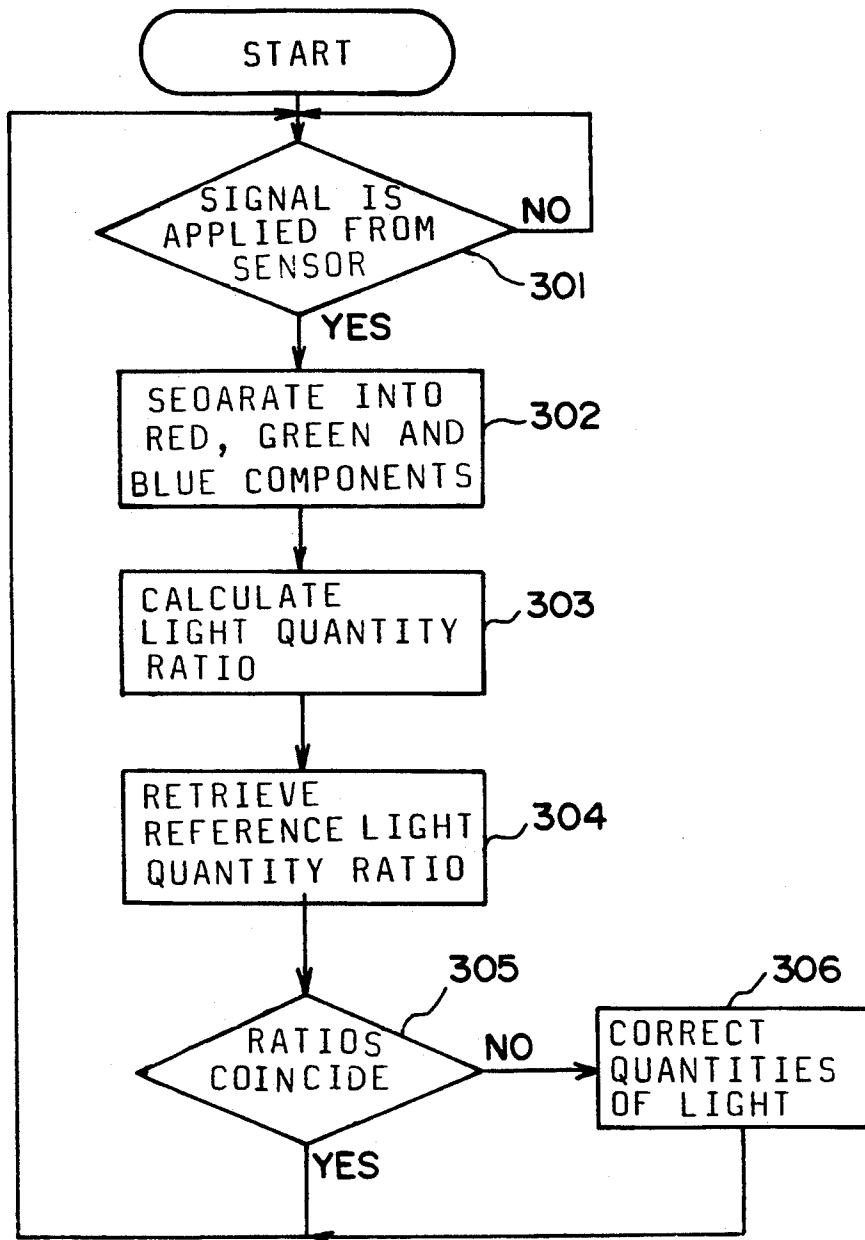 START
SIGNAL IS
APPLIED FROM
SENSOR
NO
301
YES
SEOARATE INTO
RED, GREEN AND
BLUE COMPONENTS
302
CALCULATE
LIGHT QUANTITY
RATIO
303
RETRIEVE
REFERENCE LIGHT
QUANTITY RATIO
304
305
RATIOS
COINCIDE
NO
306
CORRECT
QUANTITIES
OF LIGHT
YES